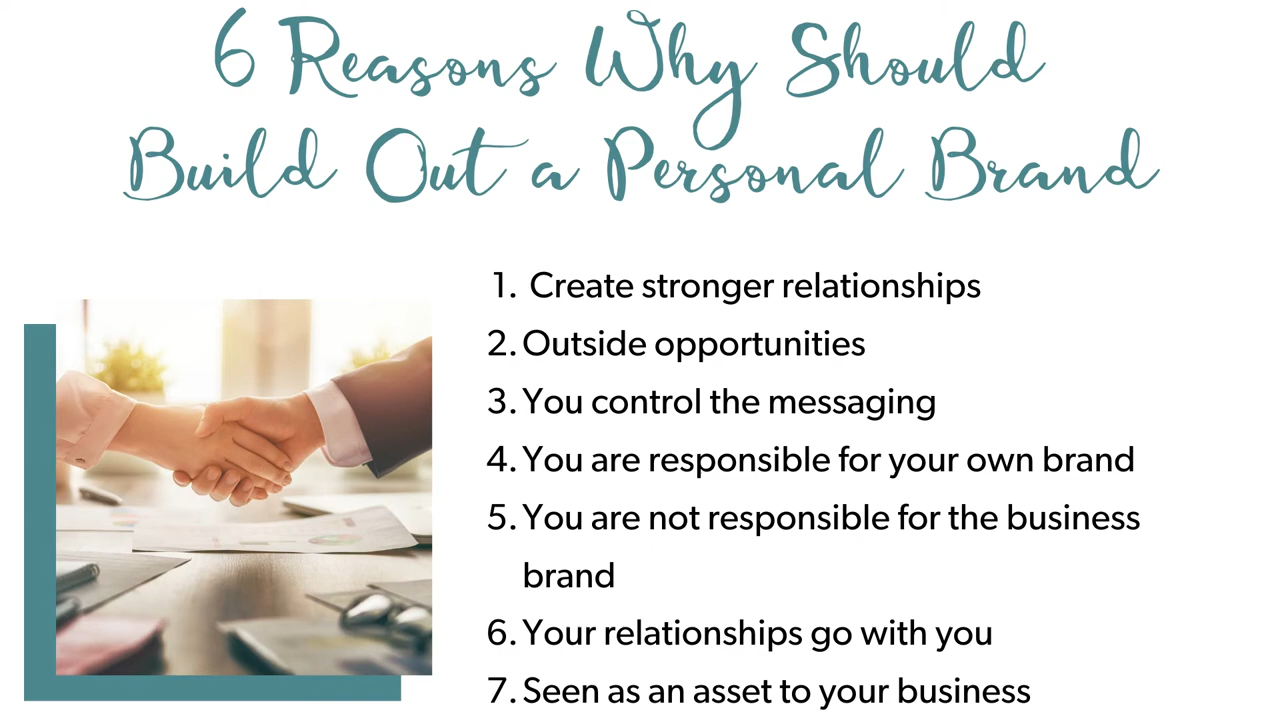 6 Reasons Why Should
Build Out a Personal Brand
1. Create stronger relationships
2. Outside opportunities
3. You control the messaging
4. You are responsible for your own brand
5. You are not responsible for the business
brand
6. Your relationships go with you
7. Seen as an asset to your business